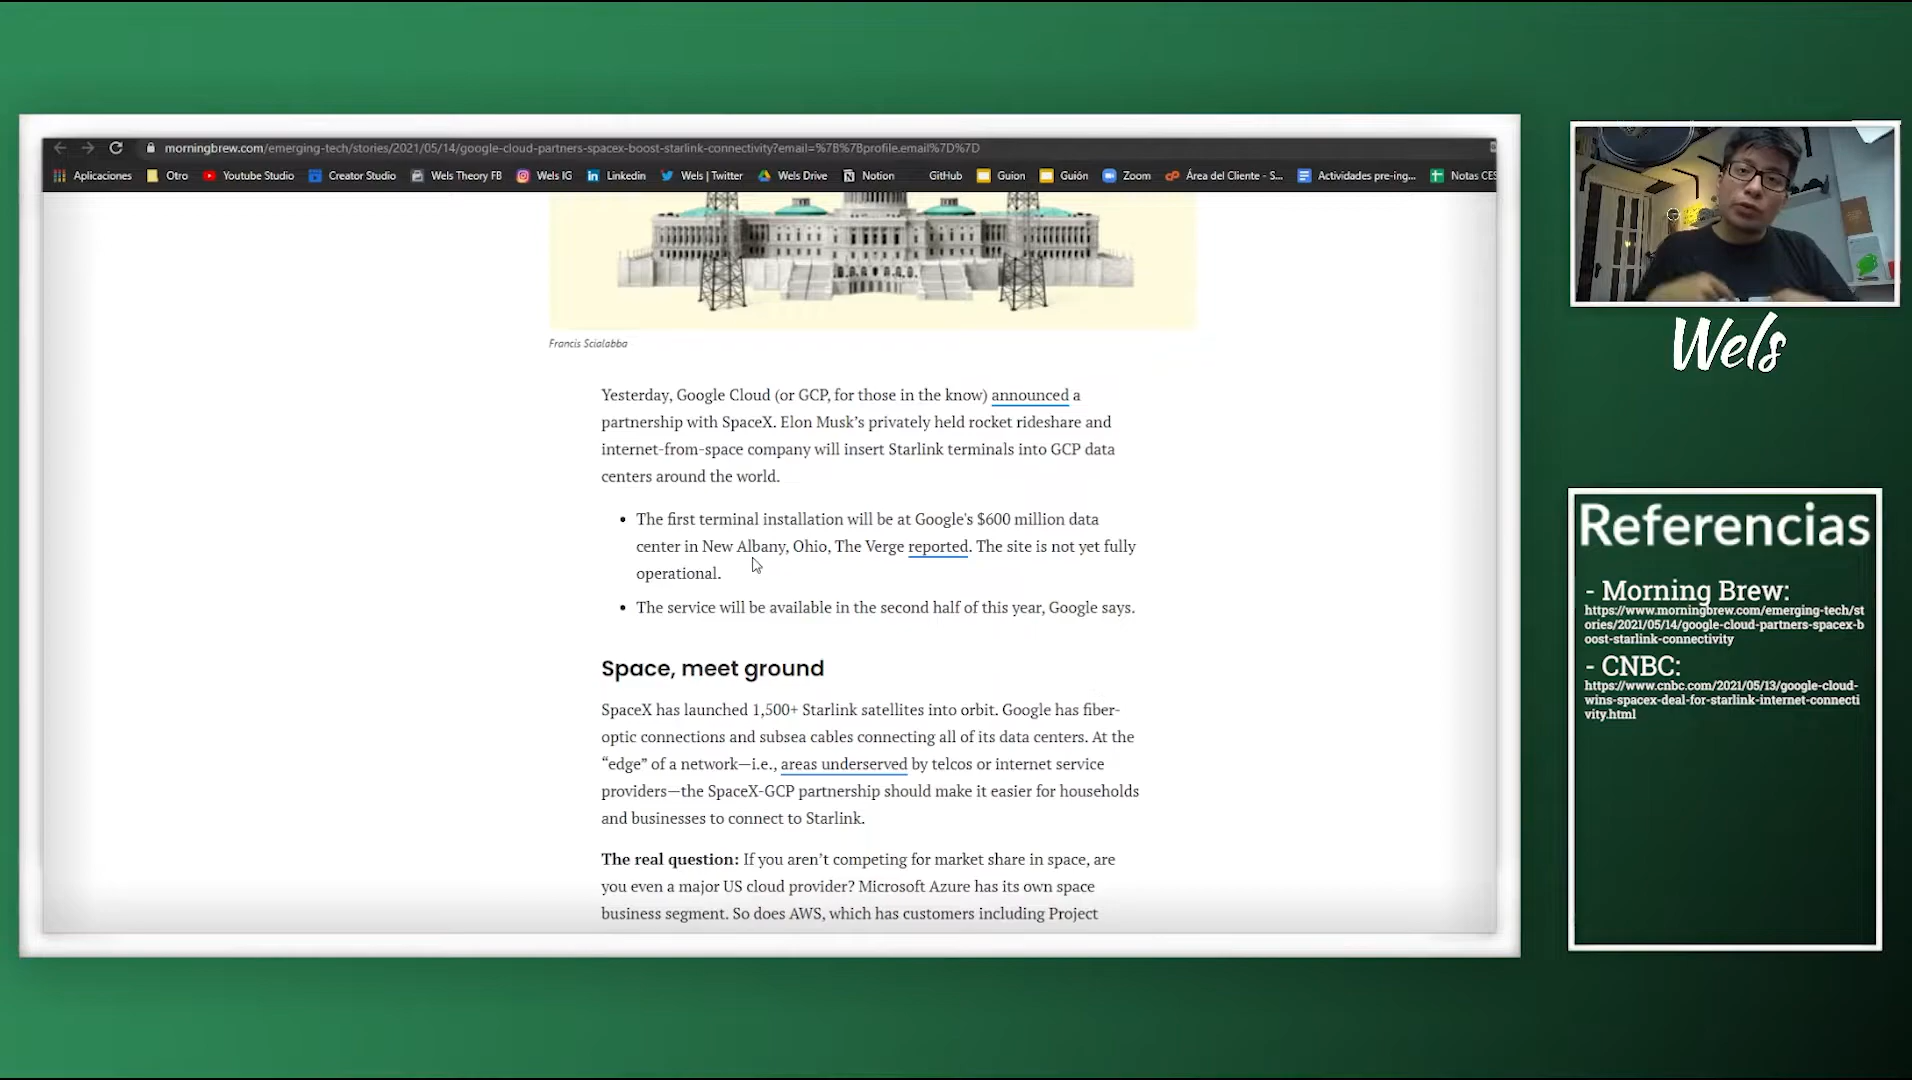 morningbrew.com/emerging-tech/stories/2021/05/14/google-cloud-partners-spacex-boost-starlink-connectivity?email=%7B%7Bprofile.email%7D%7D
Aplicaciones Otro Youtube Studio Creator Studio Wels Theory FB Wels IG Linkedin Wels | Twitter Wels Drive Notion GitHub Guion Guión Zoom Área del Cliente - S... Actividades pre-ing... Notas CES
Francis Scialabba
Yesterday, Google Cloud (or GCP, for those in the know) announced a
partnership with SpaceX. Elon Musk’s privately held rocket rideshare and
internet-from-space company will insert Starlink terminals into GCP data
centers around the world.
• The first terminal installation will be at Google's $600 million data
center in New Albany, Ohio, The Verge reported. The site is not yet fully
operational.
• The service will be available in the second half of this year, Google says.
Space, meet ground
SpaceX has launched 1,500+ Starlink satellites into orbit. Google has fiber-
optic connections and subsea cables connecting all of its data centers. At the
“edge” of a network—i.e., areas underserved by telcos or internet service
providers—the SpaceX-GCP partnership should make it easier for households
and businesses to connect to Starlink.
The real question: If you aren’t competing for market share in space, are
you even a major US cloud provider? Microsoft Azure has its own space
business segment. So does AWS, which has customers including Project
Wels
Referencias
- Morning Brew:
https://www.morningbrew.com/emerging-tech/st
ories/2021/05/14/google-cloud-partners-spacex-b
oost-starlink-connectivity
- CNBC:
https://www.cnbc.com/2021/05/13/google-cloud-
wins-spacex-deal-for-starlink-internet-connecti
vity.html